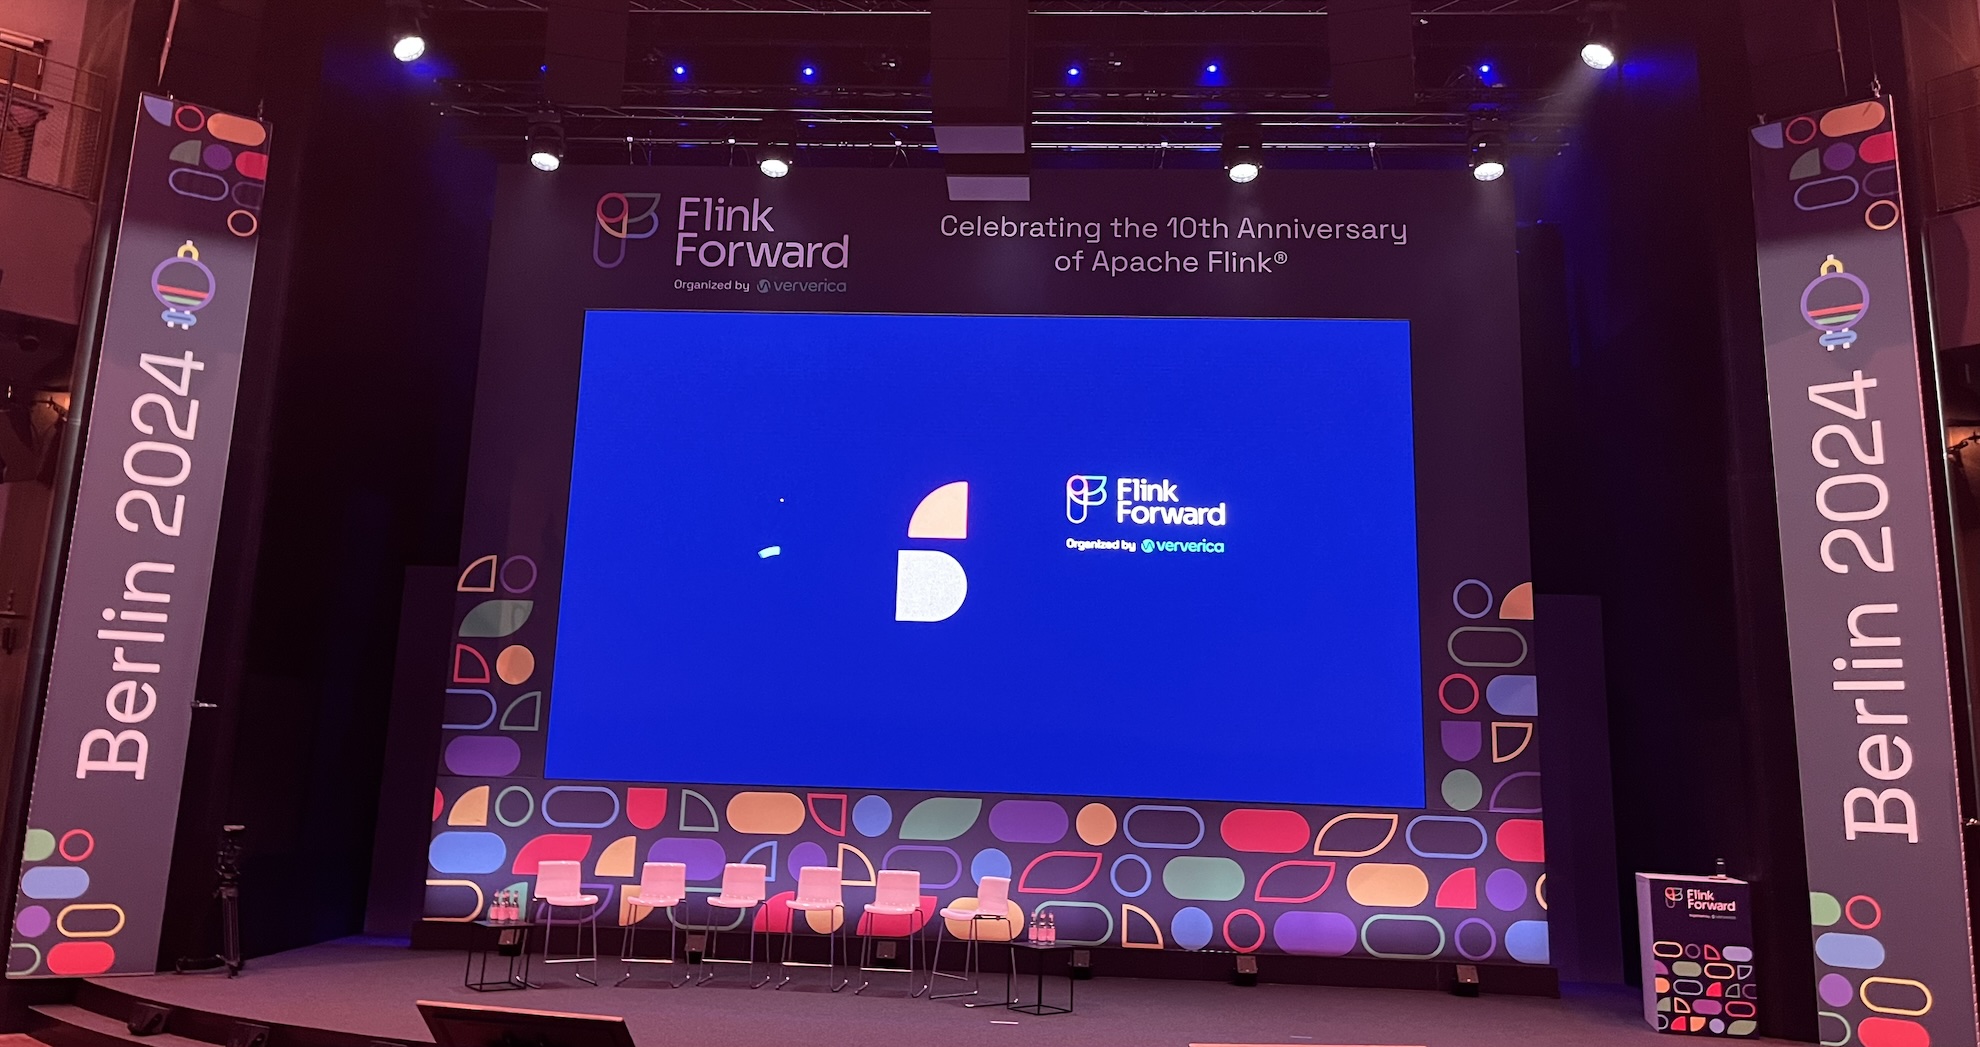 Flink
Forward
Organized by ververica
Celebrating the 10th Anniversary
of Apache Flink®
Berlin 2024
Flink
Forward
Organized by ververica
Berlin 2024
Flink
Forward